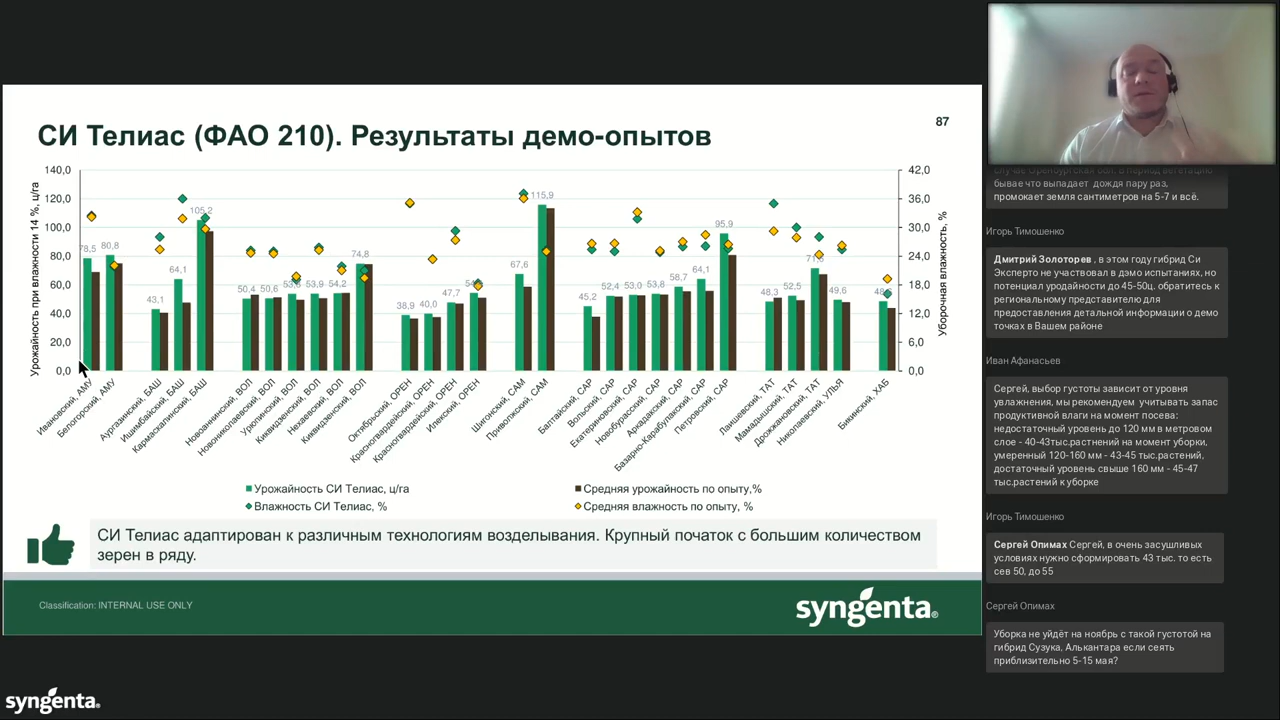 СИ Телиас (ФАО 210). Результаты демо-опытов
87
Урожайность при влажности 14 %, ц/га
140,0
120,0
100,0
80,0
60,0
40,0
20,0
0,0
42,0
36,0
30,0
24,0
18,0
12,0
6,0
0,0
Уборочная влажность, %
78,5 80,8
43,1
64,1
105,2
50,4 50,6
53,9 54,2
74,8
38,9 40,0
47,7
67,6
115,9
45,2
52,4 53,0 53,8
58,7
64,1
95,9
48,3
52,5
49,6
Ивановский, АМУ
Белогорский, АМУ
Аургазинский, БАШ
Ишимбайский, БАШ
Кармаскалинский, БАШ
Новоаннинский, ВОЛ
Новониколаевский, ВОЛ
Урюпинский, ВОЛ
Киквидзенский, ВОЛ
Нехаевский, ВОЛ
Киквидзенский, ВОЛ
Октябрьский, ОРЕН
Красногвардейский, ОРЕН
Красногвардейский, ОРЕН
Илекский, ОРЕН
Шигонский, САМ
Приволжский, САМ
Балтайский, САР
Вольский, САР
Екатериновский, САР
Новобурасский, САР
Аркадакский, САР
Базарно-Карабулакский, САР
Петровский, САР
Лаишевский, ТАТ
Мамадышский, ТАТ
Дрожжановский, ТАТ
Николаевский, УЛЬЯ
Бикинский, ХАБ
Урожайность СИ Телиас, ц/га
Средняя урожайность по опыту,%
Влажность СИ Телиас, %
Средняя влажность по опыту, %
СИ Телиас адаптирован к различным технологиям возделывания. Крупный початок с большим количеством
зерен в ряду.
Classification: INTERNAL USE ONLY
syngenta®
syngenta.
бывае что выпадает дождя пару раз,
промокает земля сантиметров на 5-7 и всё.
Игорь Тимошенко
Дмитрий Золоторев , в этом году гибрид Си
Эксперто не участвовал в дэмо испытаниях, но
потенциал уродайности до 45-50ц. обратитесь к
региональному представителю для
предоставления детальной информации о демо
точках в Вашем районе
Иван Афанасьев
Сергей, выбор густоты зависит от уровня
увлажнения, мы рекомендуем учитывать запас
продуктивной влаги на момент посева:
недостаточный уровень до 120 мм в метровом
слое - 40-43тыс.растнений на момент уборки,
умеренный 120-160 мм - 43-45 тыс.растений,
достаточный уровень свыше 160 мм - 45-47
тыс.растений к уборке
Игорь Тимошенко
Сергей Опимах Сергей, в очень засушливых
условиях нужно сформировать 43 тыс. то есть
сев 50, до 55
Сергей Опимах
Уборка не уйдёт на ноябрь с такой густотой на
гибрид Сузука, Алькантара если сеять
приблизительно 5-15 мая?